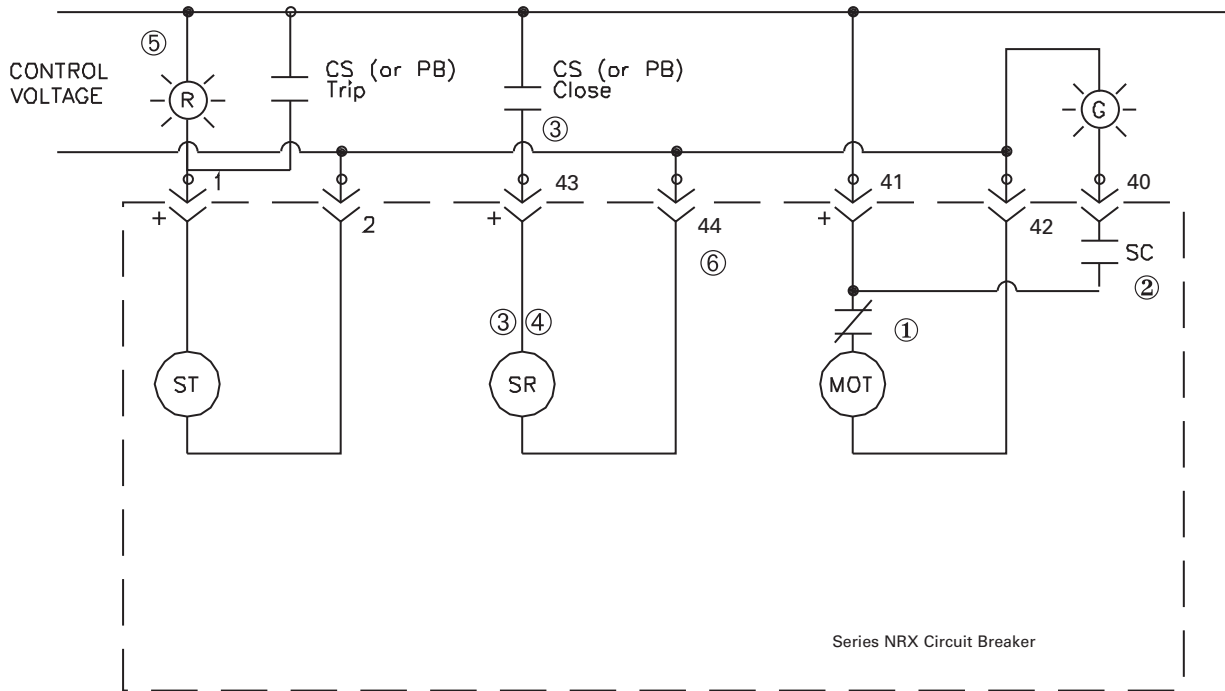 ⑤
CONTROL
VOLTAGE
R
CS (or PB)
Trip
CS (or PB)
Close
③
G
1
43
41
40
+
2
+
44
+
42
SC
⑥
②
③ ④
①
ST
SR
MOT
Series NRX Circuit Breaker